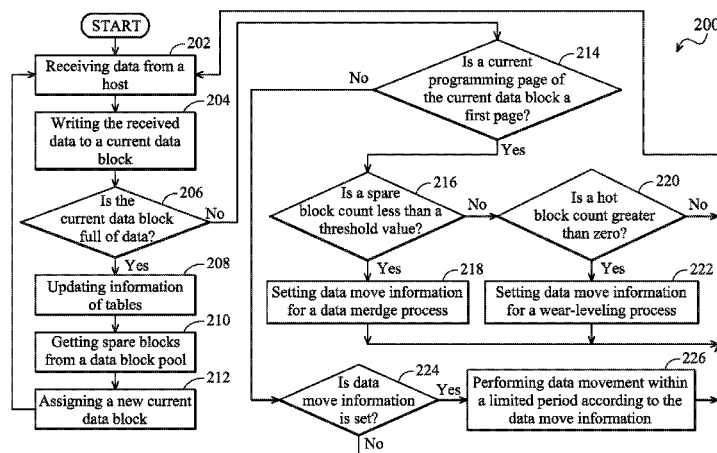 START
200
202
Receiving data from a
host
204
Writing the received
data to a current data
block
206
Is the
current data block
full of data?
No
Yes
208
Updating information
of tables
210
Getting spare blocks
from a data block pool
212
Assigning a new current
data block
214
Is a current
programming page of
the current data block a
first page?
No
Yes
216
Is a spare
block count less than a
threshold value?
No
Yes
218
Setting data move information
for a data merdge process
220
Is a hot
block count greater
than zero?
No
Yes
222
Setting data move information
for a wear-leveling process
224
Is data
move information
is set?
Yes
No
226
Performing data movement within
a limited period according to the
data move information